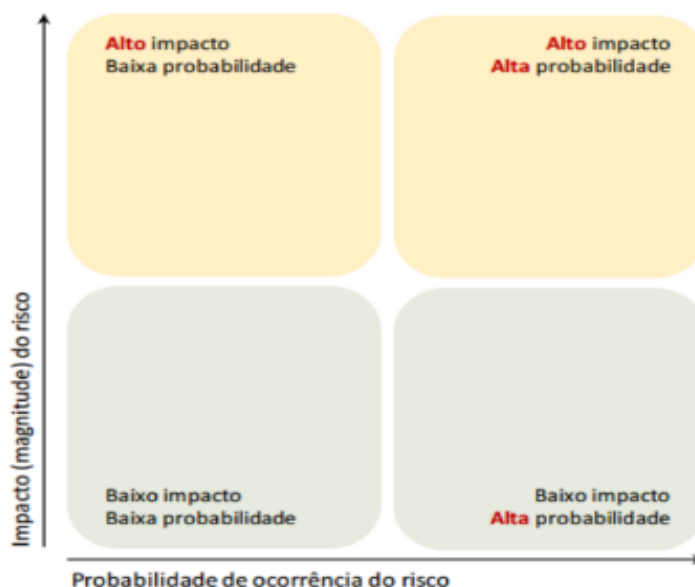 Alto impacto
Baixa probabilidade
Alto impacto
Alta probabilidade
Impacto (magnitude) do risco
Baixo impacto
Baixa probabilidade
Baixo impacto
Alta probabilidade
Probabilidade de ocorrência do risco